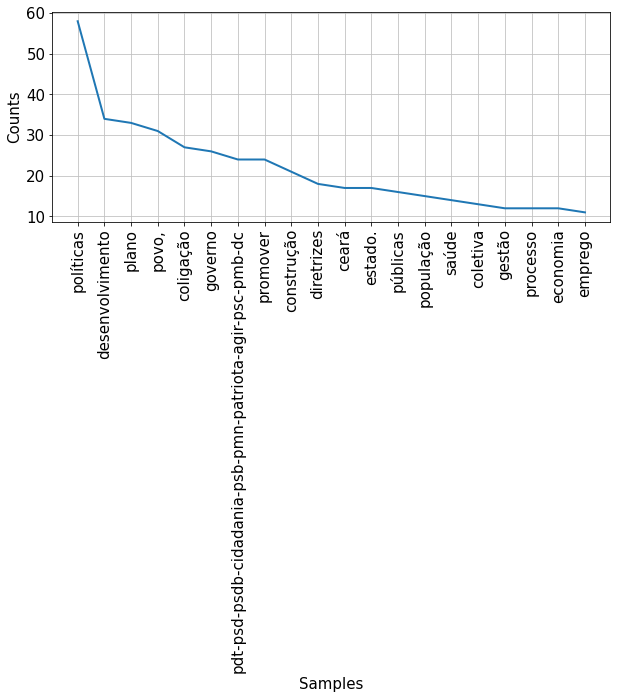 60
50
40
30
20
10
Counts
políticas
desenvolvimento
plano
povo,
coligação
governo
pdt-psd-psdb-cidadania-psb-pmn-patriota-agir-psc-pmb-dc
promover
construção
diretrizes
ceará
estado.
públicas
população
saúde
coletiva
gestão
processo
economia
emprego
Samples